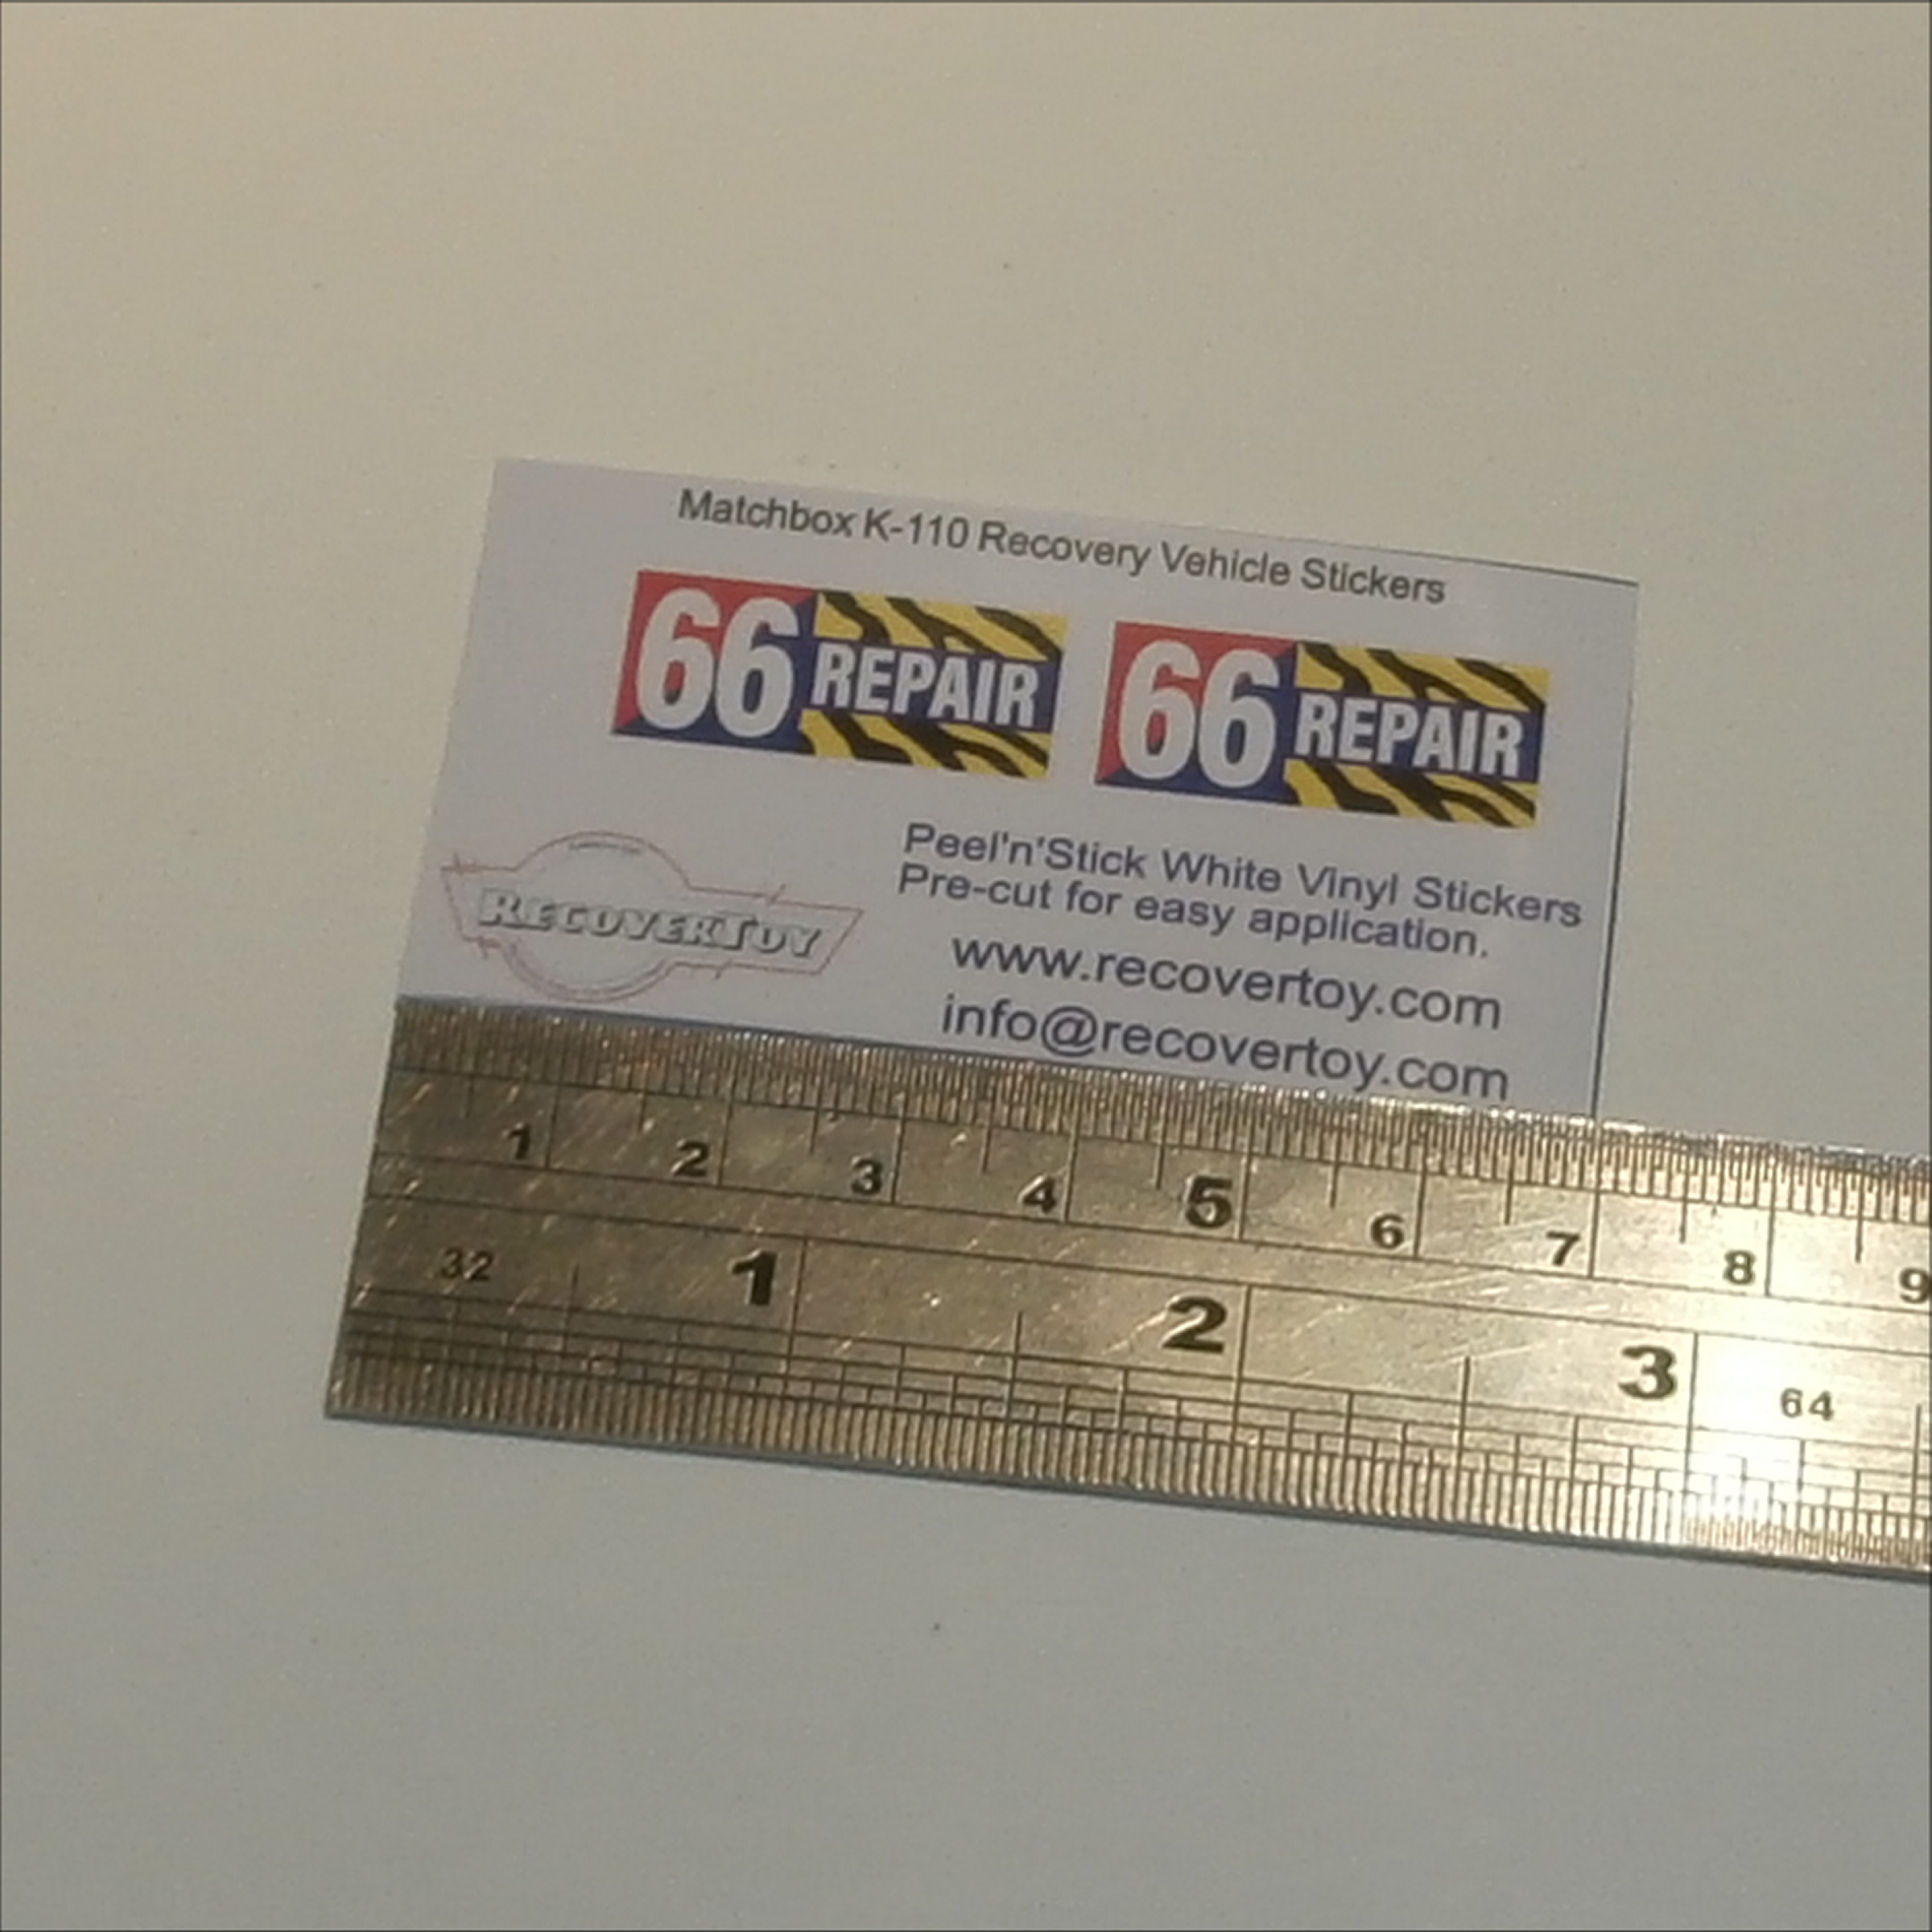 Matchbox K-110 Recovery Vehicle Stickers
66 REPAIR
66 REPAIR
Peel'n'Stick White Vinyl Stickers
Pre-cut for easy application.
RECOVERTOY
www.recovertoy.com
info@recovertoy.com
1 2 3 4 5 6 7 8 9
32 1 2 3 64